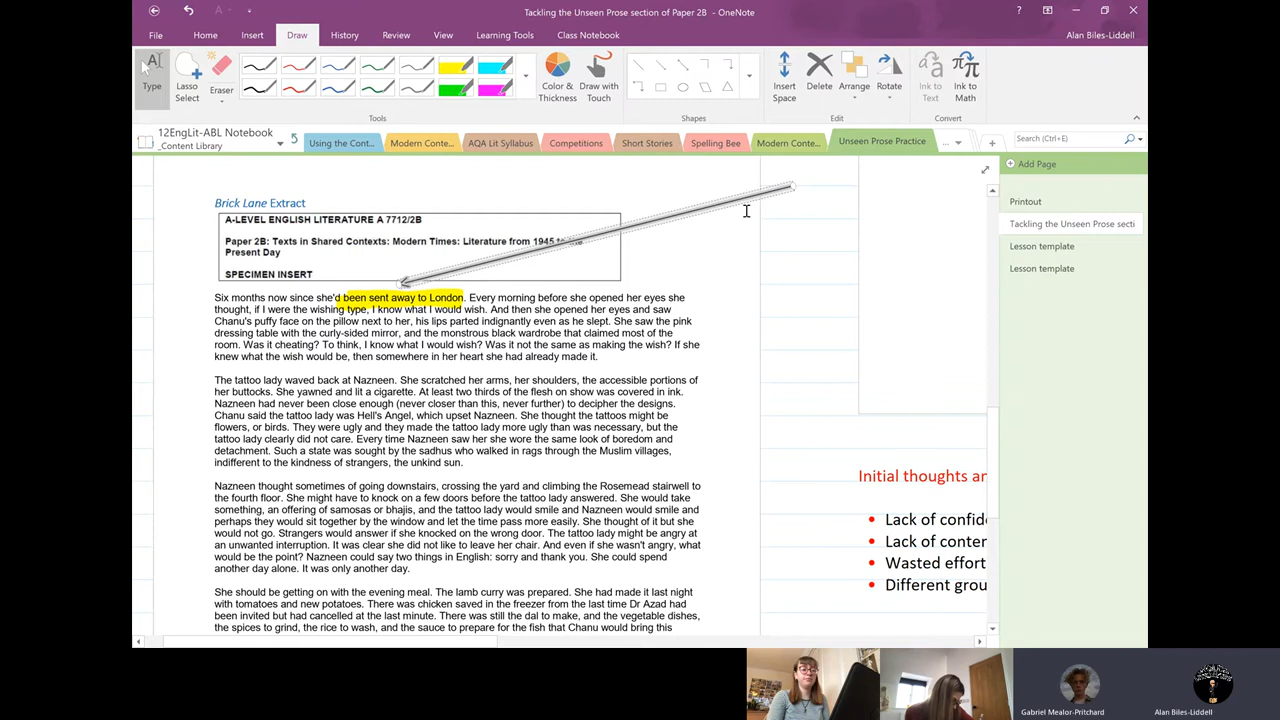 Tackling the Unseen Prose section of Paper 2B - OneNote
File Home Insert Draw History Review View Learning Tools Class Notebook
Alan Biles-Liddell
Type
Lasso Select
Eraser
Color & Thickness
Draw with Touch
Insert Space
Delete
Arrange
Rotate
Ink to Text
Ink to Math
Tools
Shapes
Edit
Convert
12EngLit-ABL Notebook
_Content Library
Using the Cont...
Modern Conte...
AQA Lit Syllabus
Competitions
Short Stories
Spelling Bee
Modern Conte...
Unseen Prose Practice
Search (Ctrl+E)
Add Page
Printout
Tackling the Unseen Prose secti
Lesson template
Lesson template
Brick Lane Extract
A-LEVEL ENGLISH LITERATURE A 7712/2B
Paper 2B: Texts in Shared Contexts: Modern Times: Literature from 1945 to the
Present Day
SPECIMEN INSERT
Six months now since she'd been sent away to London. Every morning before she opened her eyes she
thought, if I were the wishing type, I know what I would wish. And then she opened her eyes and saw
Chanu's puffy face on the pillow next to her, his lips parted indignantly even as he slept. She saw the pink
dressing table with the curly-sided mirror, and the monstrous black wardrobe that claimed most of the
room. Was it cheating? To think, I know what I would wish? Was it not the same as making the wish? If she
knew what the wish would be, then somewhere in her heart she had already made it.
The tattoo lady waved back at Nazneen. She scratched her arms, her shoulders, the accessible portions of
her buttocks. She yawned and lit a cigarette. At least two thirds of the flesh on show was covered in ink.
Nazneen had never been close enough (never closer than this, never further) to decipher the designs.
Chanu said the tattoo lady was Hell's Angel, which upset Nazneen. She thought the tattoos might be
flowers, or birds. They were ugly and they made the tattoo lady more ugly than was necessary, but the
tattoo lady clearly did not care. Every time Nazneen saw her she wore the same look of boredom and
detachment. Such a state was sought by the sadhus who walked in rags through the Muslim villages,
indifferent to the kindness of strangers, the unkind sun.
Nazneen thought sometimes of going downstairs, crossing the yard and climbing the Rosemead stairwell to
the fourth floor. She might have to knock on a few doors before the tattoo lady answered. She would take
something, an offering of samosas or bhajis, and the tattoo lady would smile and Nazneen would smile and
perhaps they would sit together by the window and let the time pass more easily. She thought of it but she
would not go. Strangers would answer if she knocked on the wrong door. The tattoo lady might be angry at
an unwanted interruption. It was clear she did not like to leave her chair. And even if she wasn't angry, what
would be the point? Nazneen could say two things in English: sorry and thank you. She could spend
another day alone. It was only another day.
She should be getting on with the evening meal. The lamb curry was prepared. She had made it last night
with tomatoes and new potatoes. There was chicken saved in the freezer from the last time Dr Azad had
been invited but had cancelled at the last minute. There was still the dal to make, and the vegetable dishes,
the spices to grind, the rice to wash, and the sauce to prepare for the fish that Chanu would bring this
Initial thoughts an
Lack of confid
Lack of conter
Wasted effort
Different grou
Gabriel Mealor-Pritchard
Alan Biles-Liddell